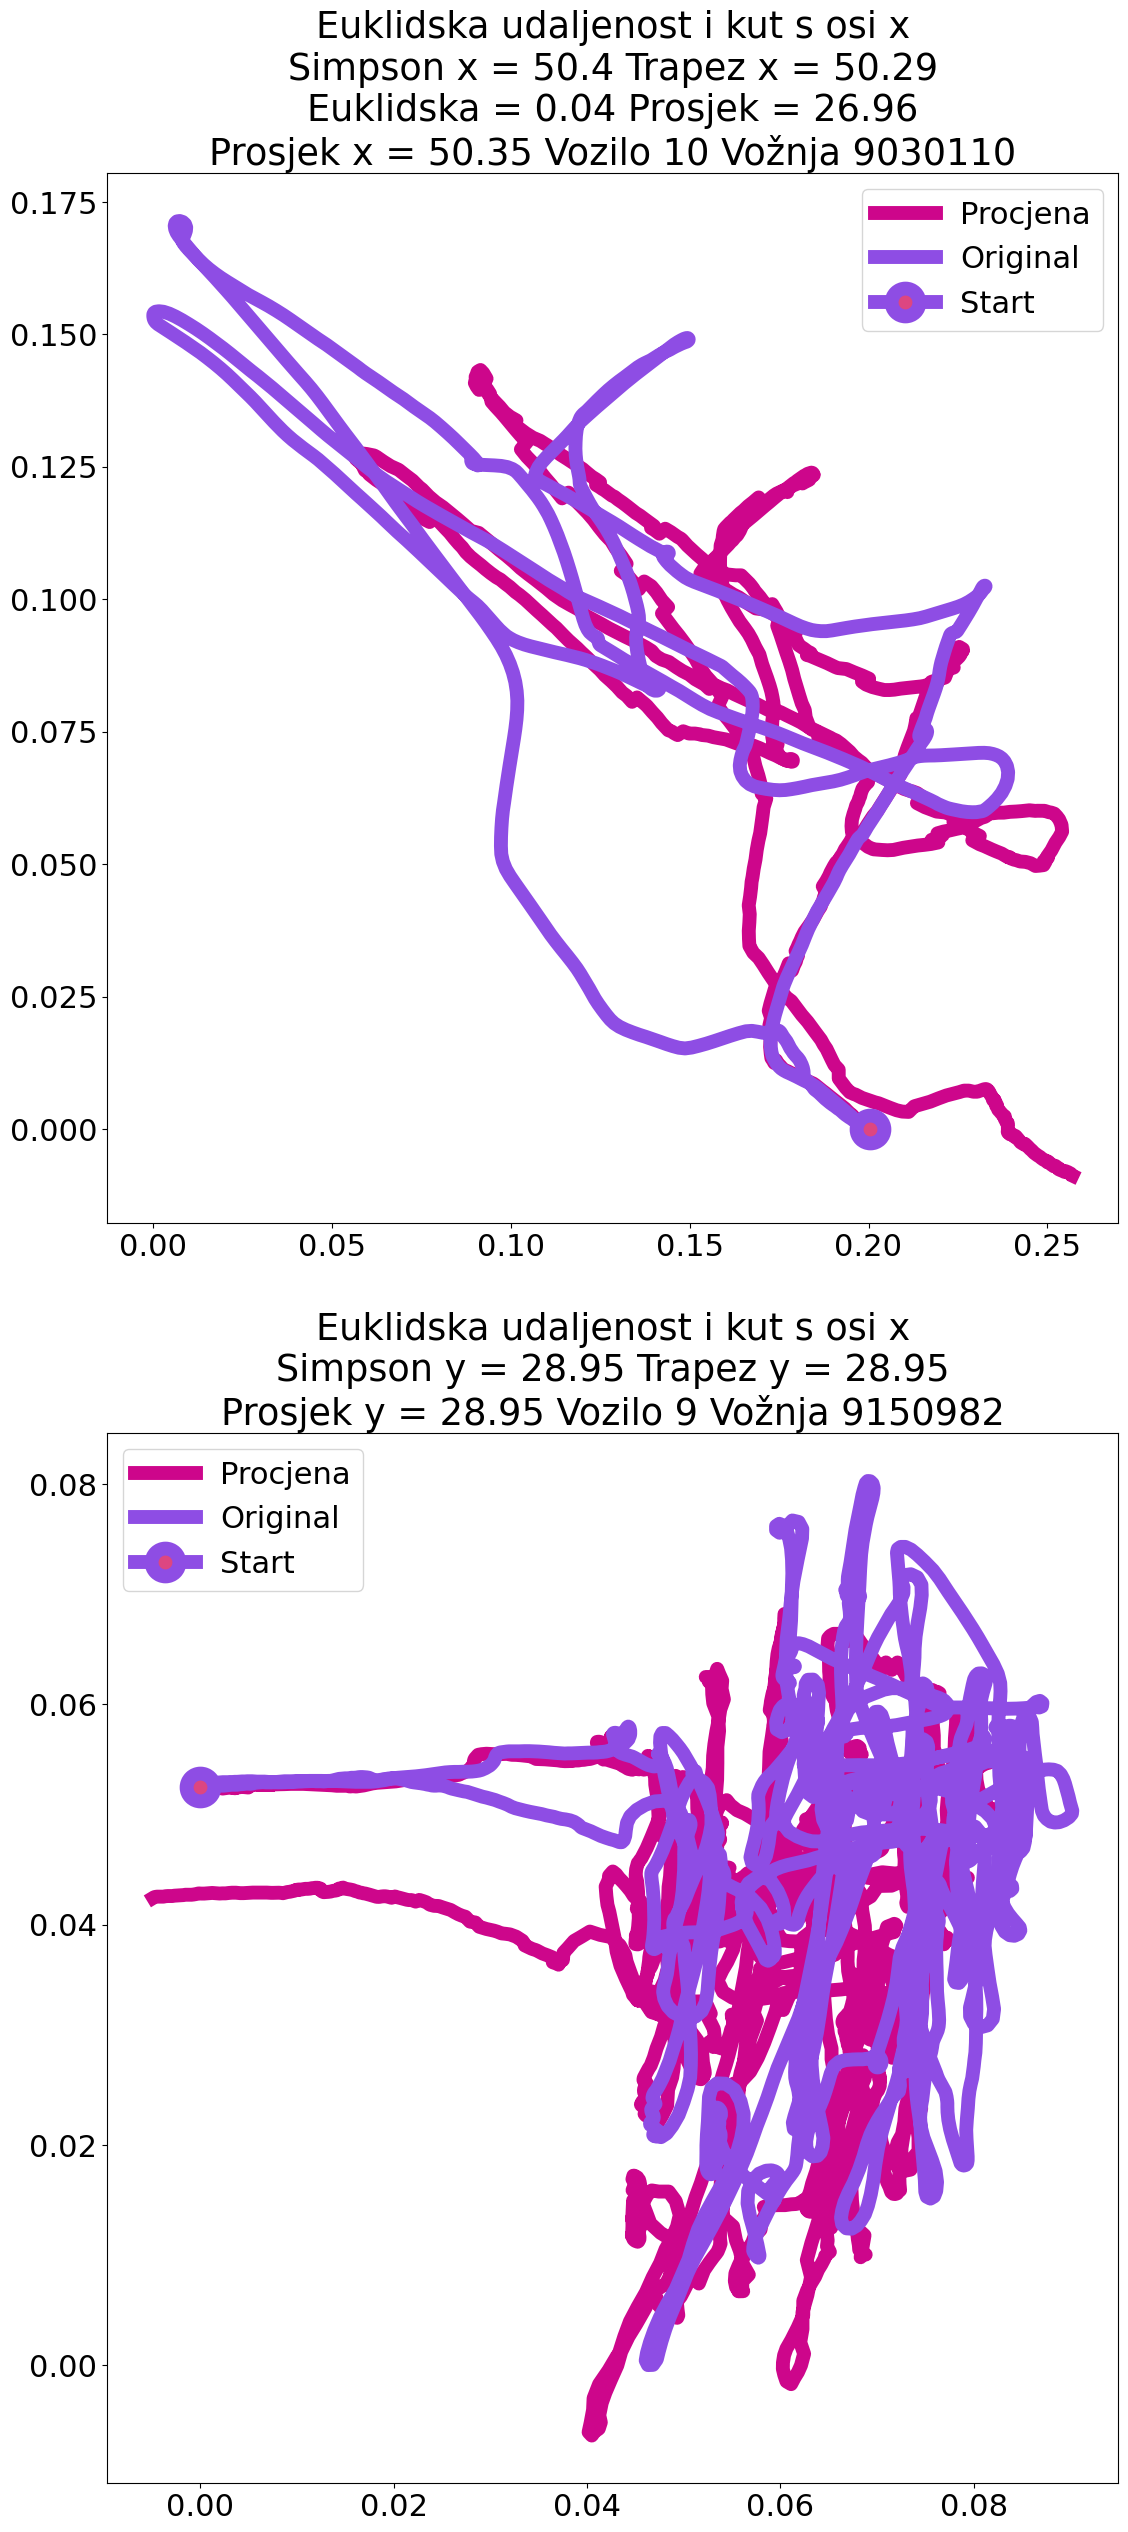 Euklidska udaljenost i kut s osi x
Simpson x = 50.4 Trapez x = 50.29
Euklidska = 0.04 Prosjek = 26.96
Prosjek x = 50.35 Vozilo 10 Vožnja 9030110
Procjena
Original
Start
0.175
0.150
0.125
0.100
0.075
0.050
0.025
0.000
0.00 0.05 0.10 0.15 0.20 0.25
Euklidska udaljenost i kut s osi x
Simpson y = 28.95 Trapez y = 28.95
Prosjek y = 28.95 Vozilo 9 Vožnja 9150982
Procjena
Original
Start
0.08
0.06
0.04
0.02
0.00
0.00 0.02 0.04 0.06 0.08